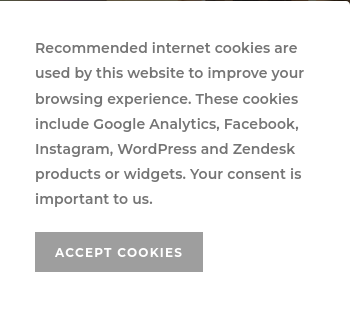 Recommended internet cookies are
used by this website to improve your
browsing experience. These cookies
include Google Analytics, Facebook,
Instagram, WordPress and Zendesk
products or widgets. Your consent is
important to us.
ACCEPT COOKIES